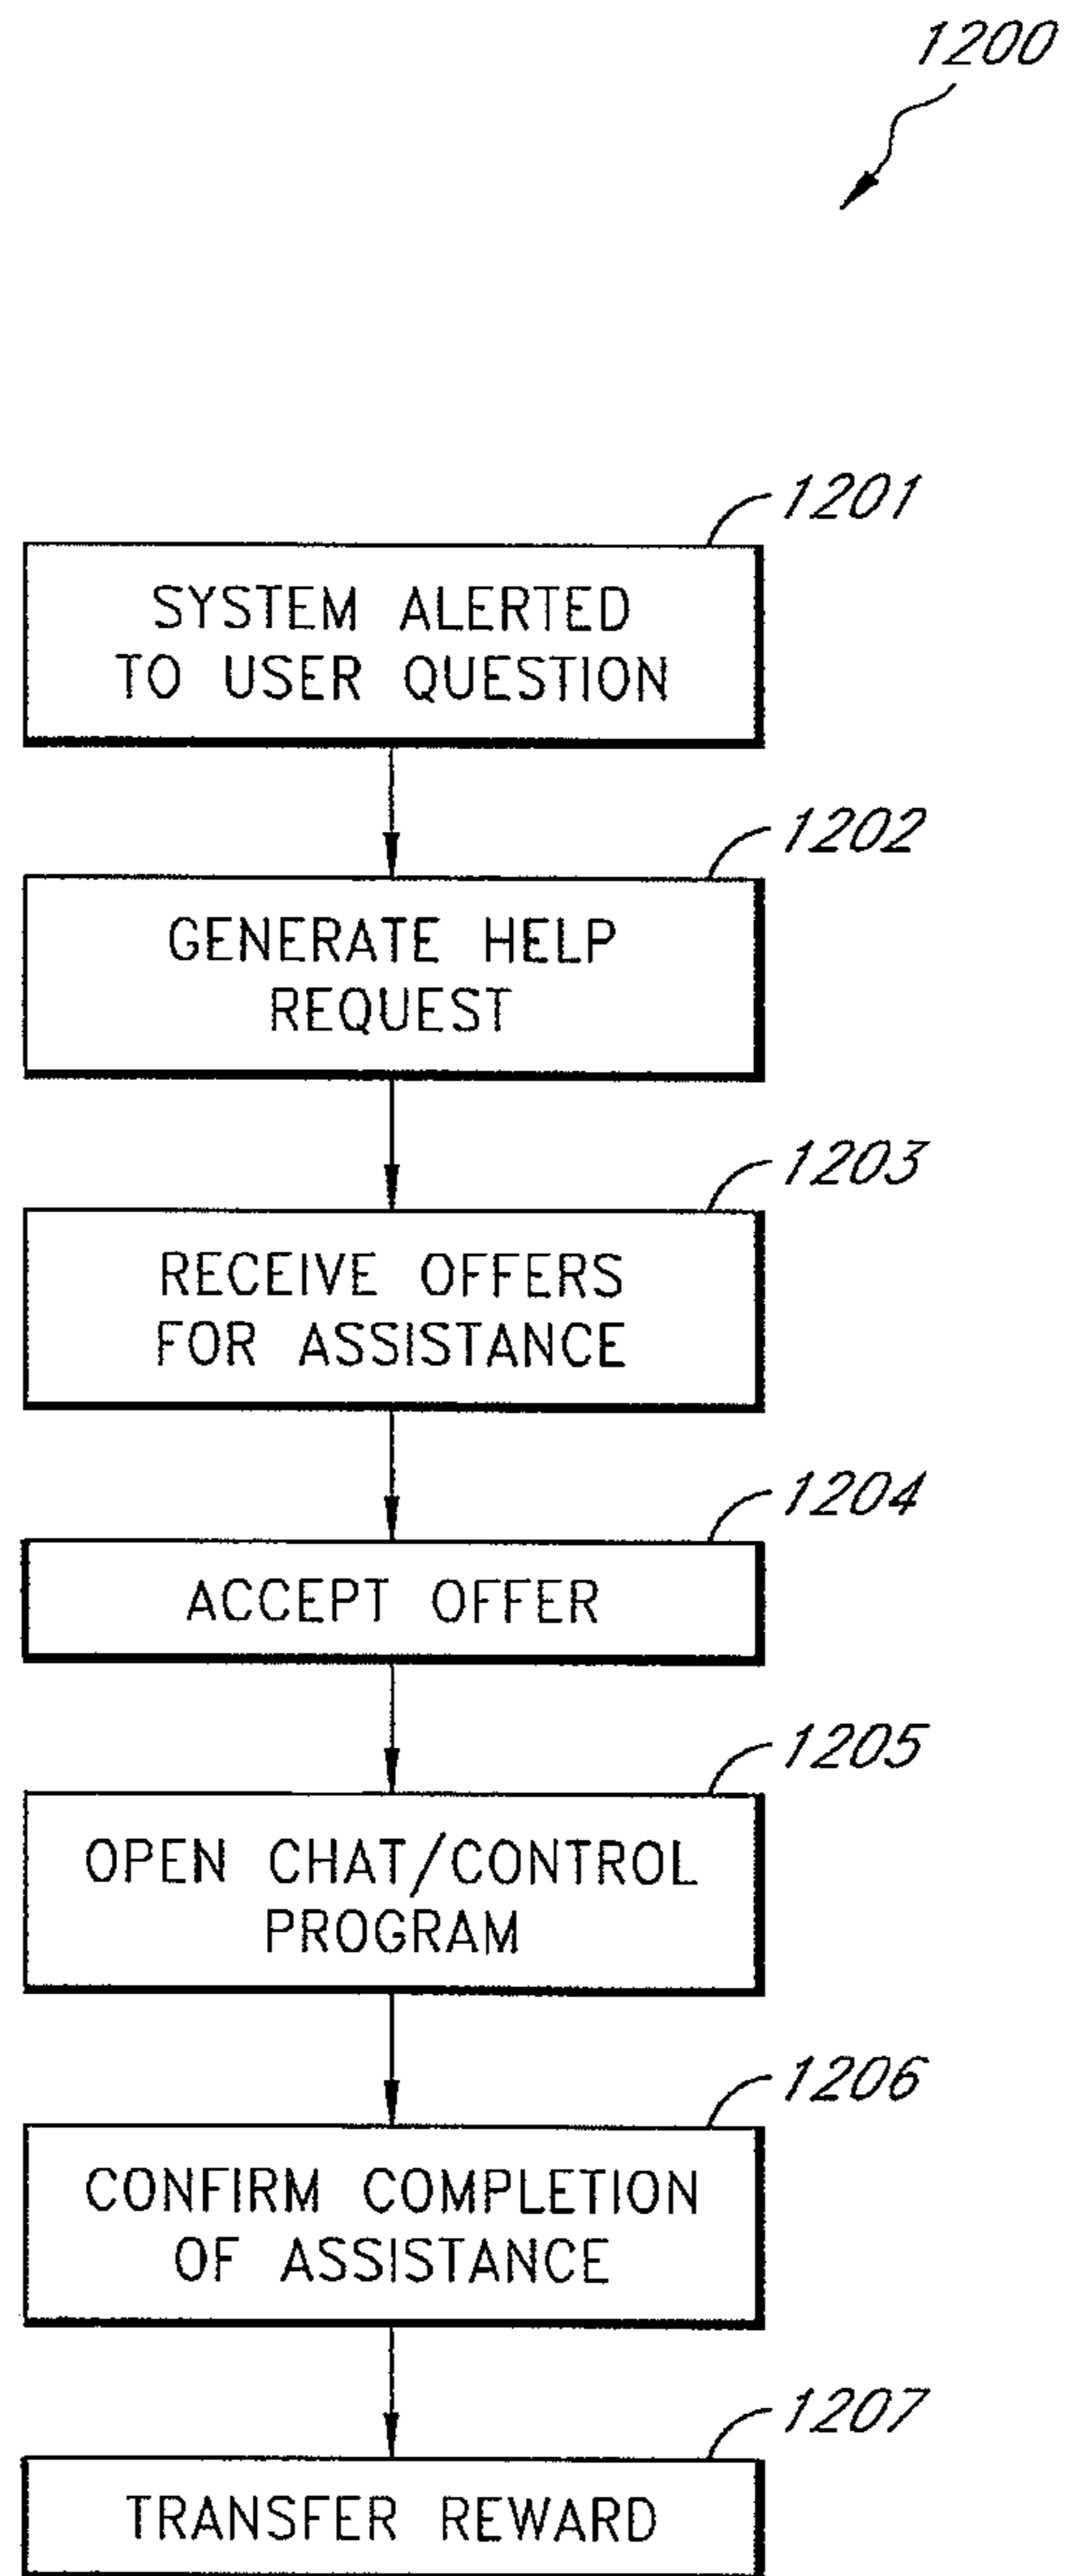 1200
1201
SYSTEM ALERTED
TO USER QUESTION
1202
GENERATE HELP
REQUEST
1203
RECEIVE OFFERS
FOR ASSISTANCE
1204
ACCEPT OFFER
1205
OPEN CHAT/CONTROL
PROGRAM
1206
CONFIRM COMPLETION
OF ASSISTANCE
1207
TRANSFER REWARD